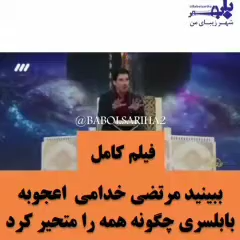 شهر زیبای من
@BABOLSARIHA2
فیلم کامل
ببینید مرتضی خدامی اعجوبه
بابلسری چگونه همه را متحیر کرد